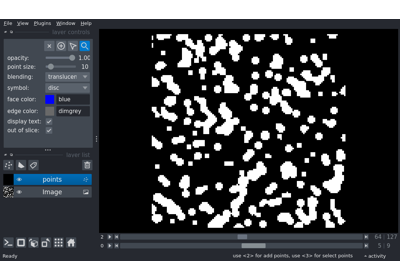 File View Plugins Window Help
layer controls
opacity: 1.00
point size: 10
blending: translucen
symbol: disc
face color: blue
edge color: dimgrey
display text:
out of slice:
layer list
points
Image
2 64 127
0 5 9
Ready use <2> for add points, use <3> for select points activity